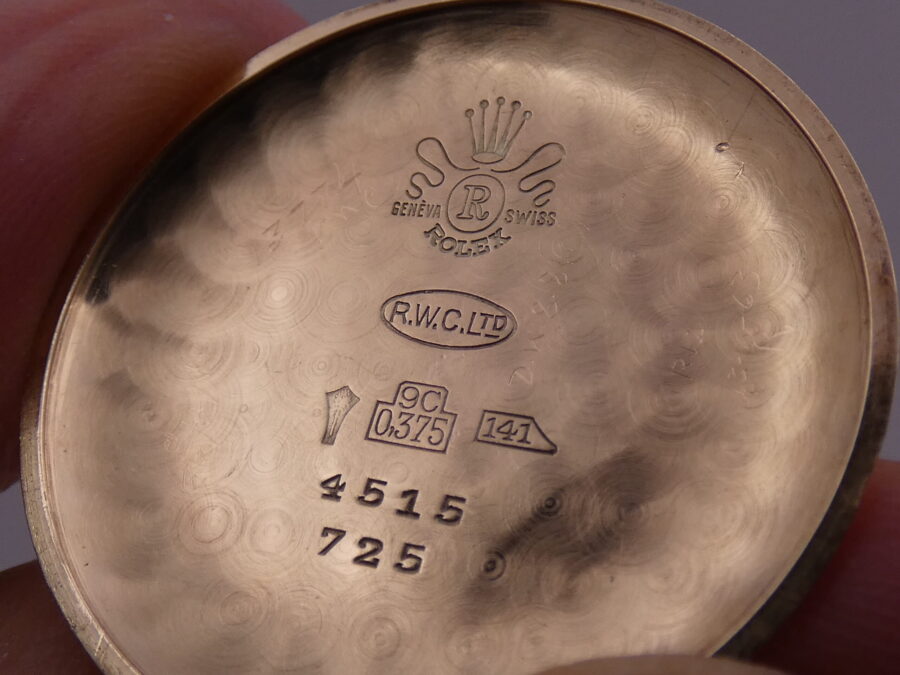 R
GENÈVA SWISS
ROLEX
R.W.C.LTD
9C
0,375 141
4515
725